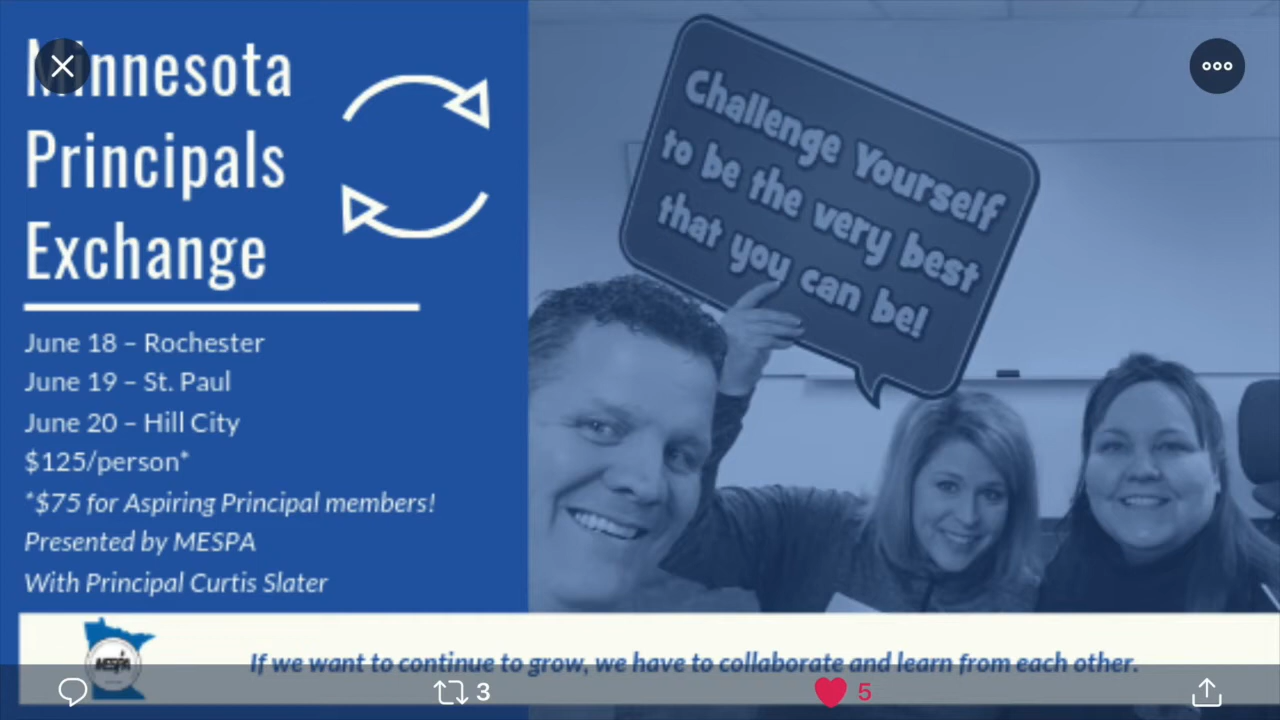 Minnesota
Principals
Exchange
June 18 – Rochester
June 19 – St. Paul
June 20 – Hill City
$125/person*
*$75 for Aspiring Principal members!
Presented by MESPA
With Principal Curtis Slater
Challenge Yourself
to be the very best
that you can be!
MESPA
If we want to continue to grow, we have to collaborate and learn from each other.
3
5